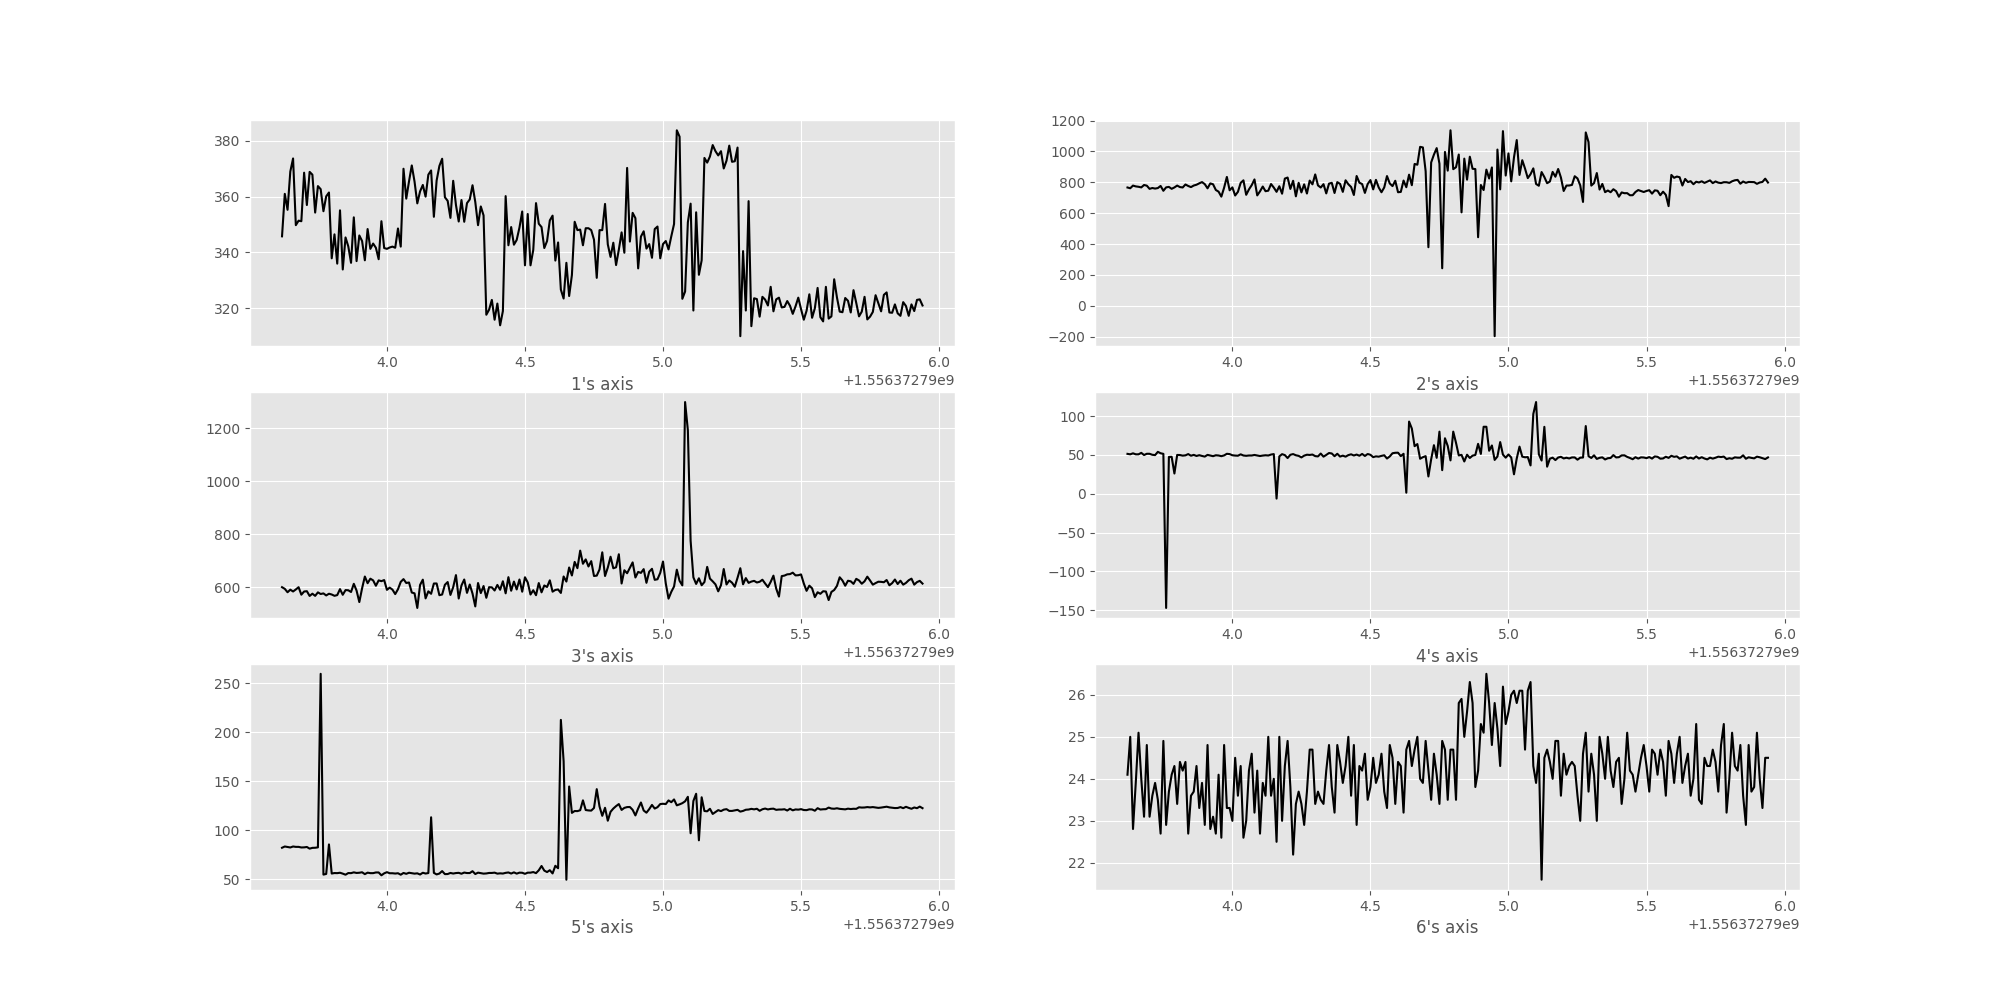 380
360
340
320
4.0 4.5 5.0 5.5 6.0
1's axis +1.55637279e9
1200
1000
800
600
400
200
0
−200
4.0 4.5 5.0 5.5 6.0
2's axis +1.55637279e9
1200
1000
800
600
4.0 4.5 5.0 5.5 6.0
3's axis +1.55637279e9
100
50
0
−50
−100
−150
4.0 4.5 5.0 5.5 6.0
4's axis +1.55637279e9
250
200
150
100
50
4.0 4.5 5.0 5.5 6.0
5's axis +1.55637279e9
26
25
24
23
22
4.0 4.5 5.0 5.5 6.0
6's axis +1.55637279e9